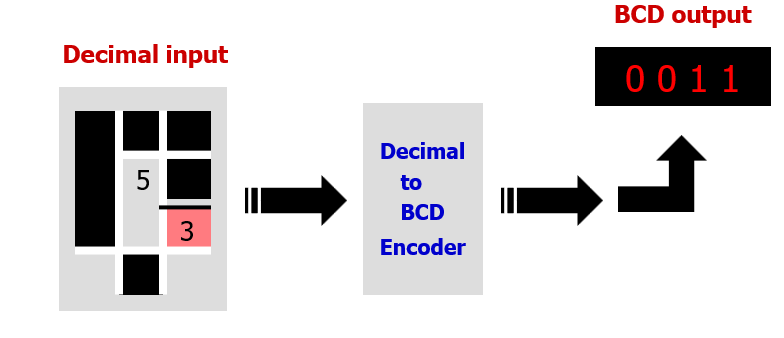 BCD output
Decimal input
0 0 1 1
5
3
Decimal
to
BCD
Encoder